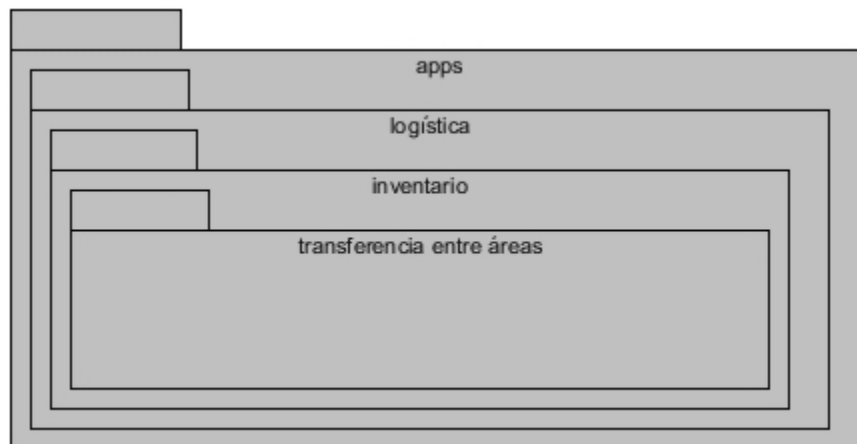 apps
logística
inventario
transferencia entre áreas